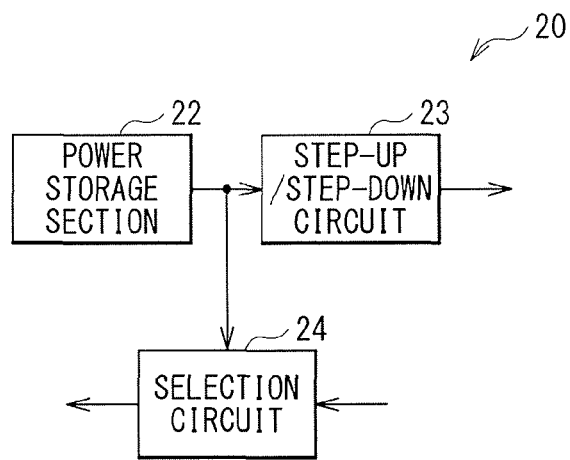 20
22
POWER
STORAGE
SECTION
23
STEP-UP
/STEP-DOWN
CIRCUIT
24
SELECTION
CIRCUIT